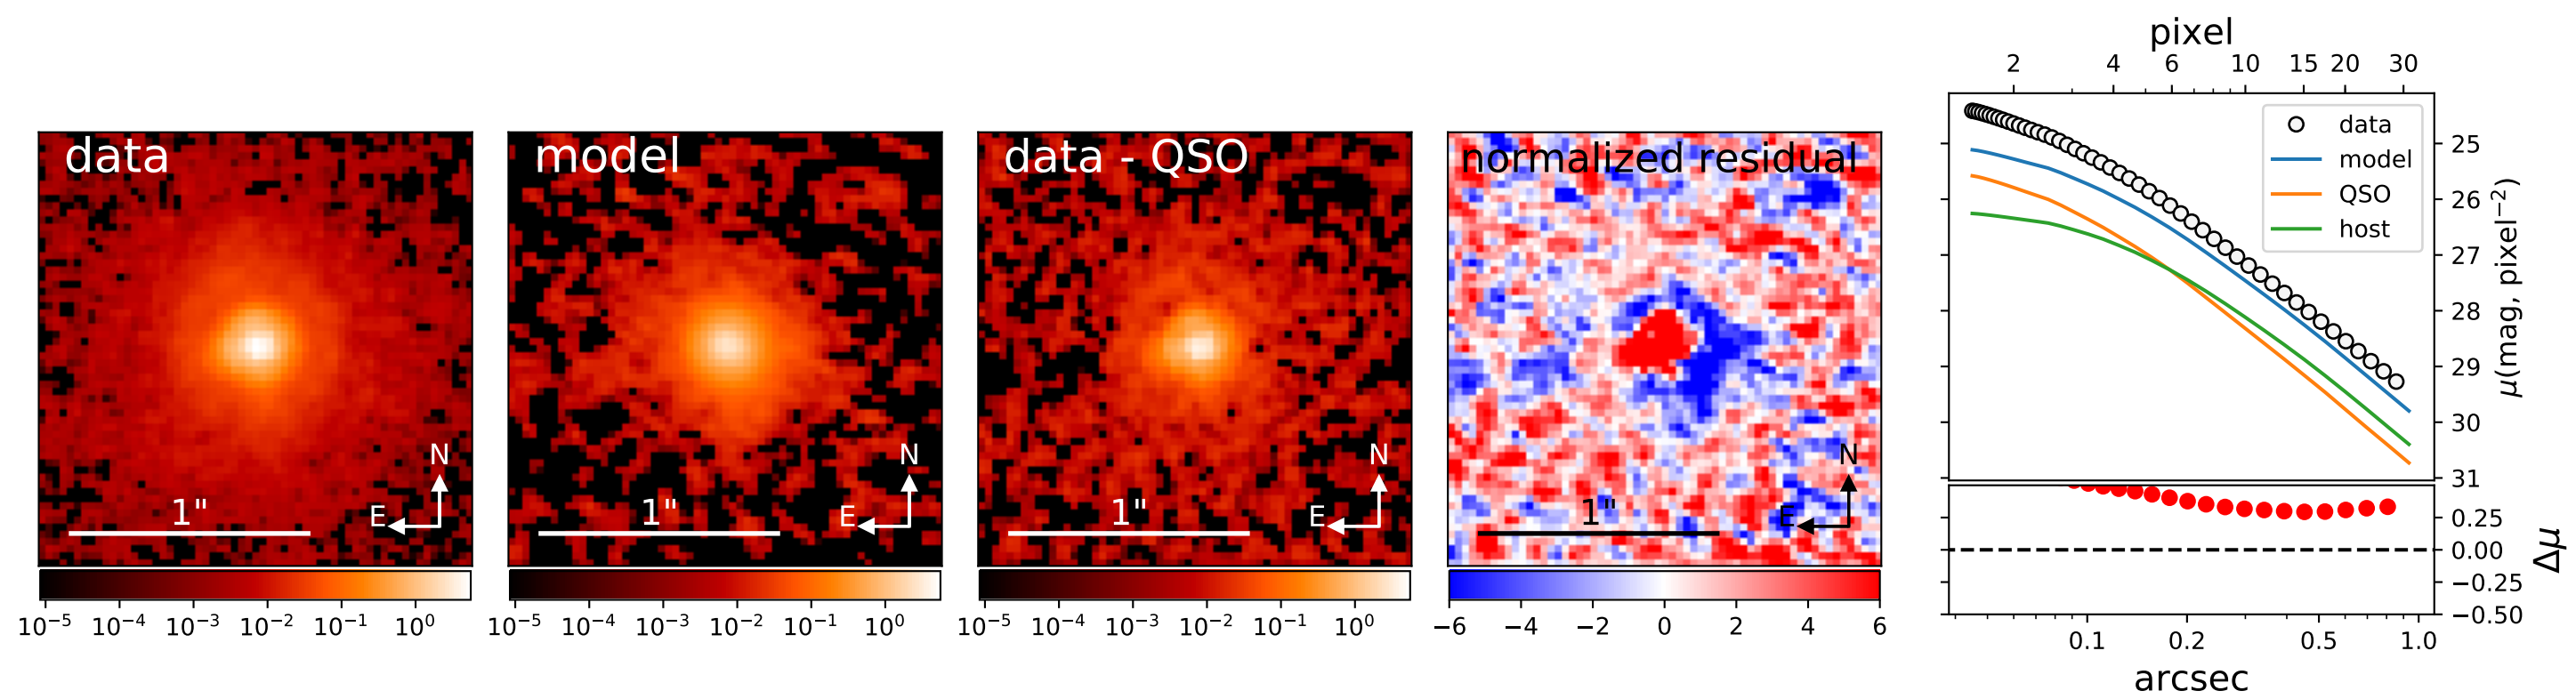 data
N
E
1"
10⁻⁵ 10⁻⁴ 10⁻³ 10⁻² 10⁻¹ 10⁰
model
N
E
1"
10⁻⁵ 10⁻⁴ 10⁻³ 10⁻² 10⁻¹ 10⁰
data - QSO
N
E
1"
10⁻⁵ 10⁻⁴ 10⁻³ 10⁻² 10⁻¹ 10⁰
normalized residual
N
E
1"
−6 −4 −2 0 2 4 6
pixel
2 4 6 10 15 20 30
data
model
QSO
host
25
26
27
28
29
30
31
μ(mag, pixel⁻²)
0.25
0.00
−0.25
−0.50
Δμ
0.1 0.2 0.5 1.0
arcsec